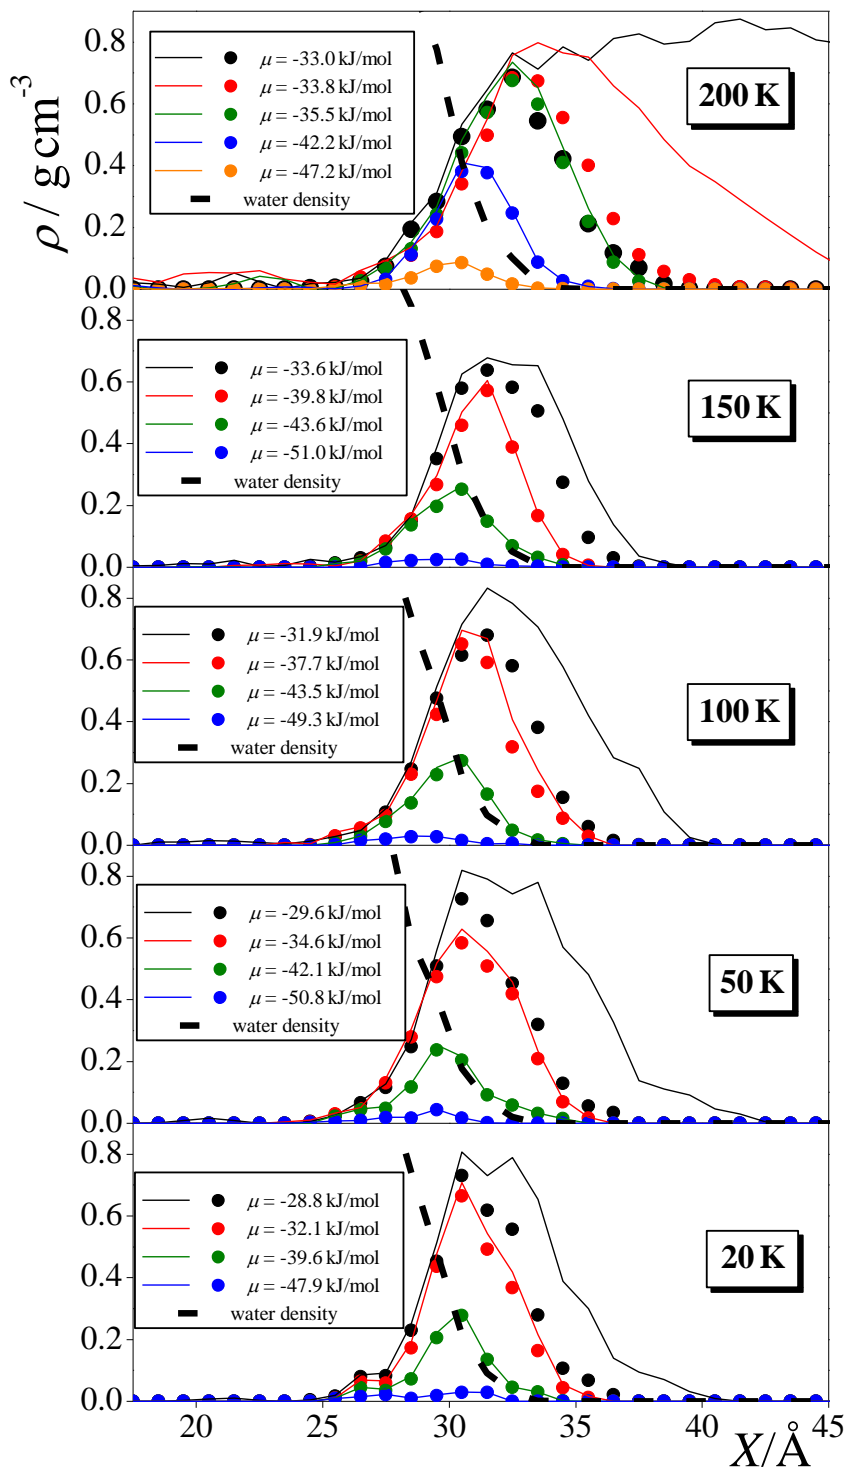 ρ / g cm⁻³
0.8
0.6
0.4
0.2
0.0
μ = -33.0 kJ/mol
μ = -33.8 kJ/mol
μ = -35.5 kJ/mol
μ = -42.2 kJ/mol
μ = -47.2 kJ/mol
water density
200 K
0.8
0.6
0.4
0.2
0.0
μ = -33.6 kJ/mol
μ = -39.8 kJ/mol
μ = -43.6 kJ/mol
μ = -51.0 kJ/mol
water density
150 K
0.8
0.6
0.4
0.2
0.0
μ = -31.9 kJ/mol
μ = -37.7 kJ/mol
μ = -43.5 kJ/mol
μ = -49.3 kJ/mol
water density
100 K
0.8
0.6
0.4
0.2
0.0
μ = -29.6 kJ/mol
μ = -34.6 kJ/mol
μ = -42.1 kJ/mol
μ = -50.8 kJ/mol
water density
50 K
0.8
0.6
0.4
0.2
0.0
μ = -28.8 kJ/mol
μ = -32.1 kJ/mol
μ = -39.6 kJ/mol
μ = -47.9 kJ/mol
water density
20 K
20 25 30 35 40 45
X/Å